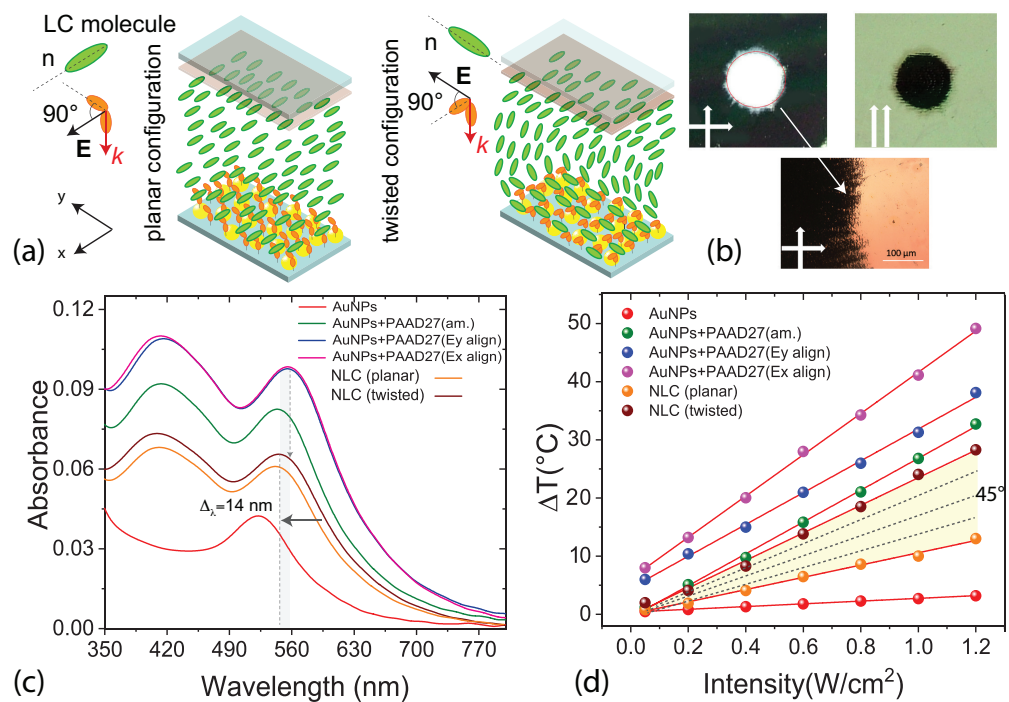 LC molecule
n
90°
E
k
planar configuration
y
x
(a)
n
E
90°
k
twisted configuration
100 µm
(b)
0.12
0.09
0.06
0.03
0.00
Absorbance
AuNPs
AuNPs+PAAD27(am.)
AuNPs+PAAD27(Ey align)
AuNPs+PAAD27(Ex align)
NLC (planar)
NLC (twisted)
Δλ=14 nm
350 420 490 560 630 700 770
Wavelength (nm)
(c)
50
40
30
20
10
0
ΔT(°C)
AuNPs
AuNPs+PAAD27(am.)
AuNPs+PAAD27(Ey align)
AuNPs+PAAD27(Ex align)
NLC (planar)
NLC (twisted)
45°
0.0 0.2 0.4 0.6 0.8 1.0 1.2
Intensity(W/cm²)
(d)